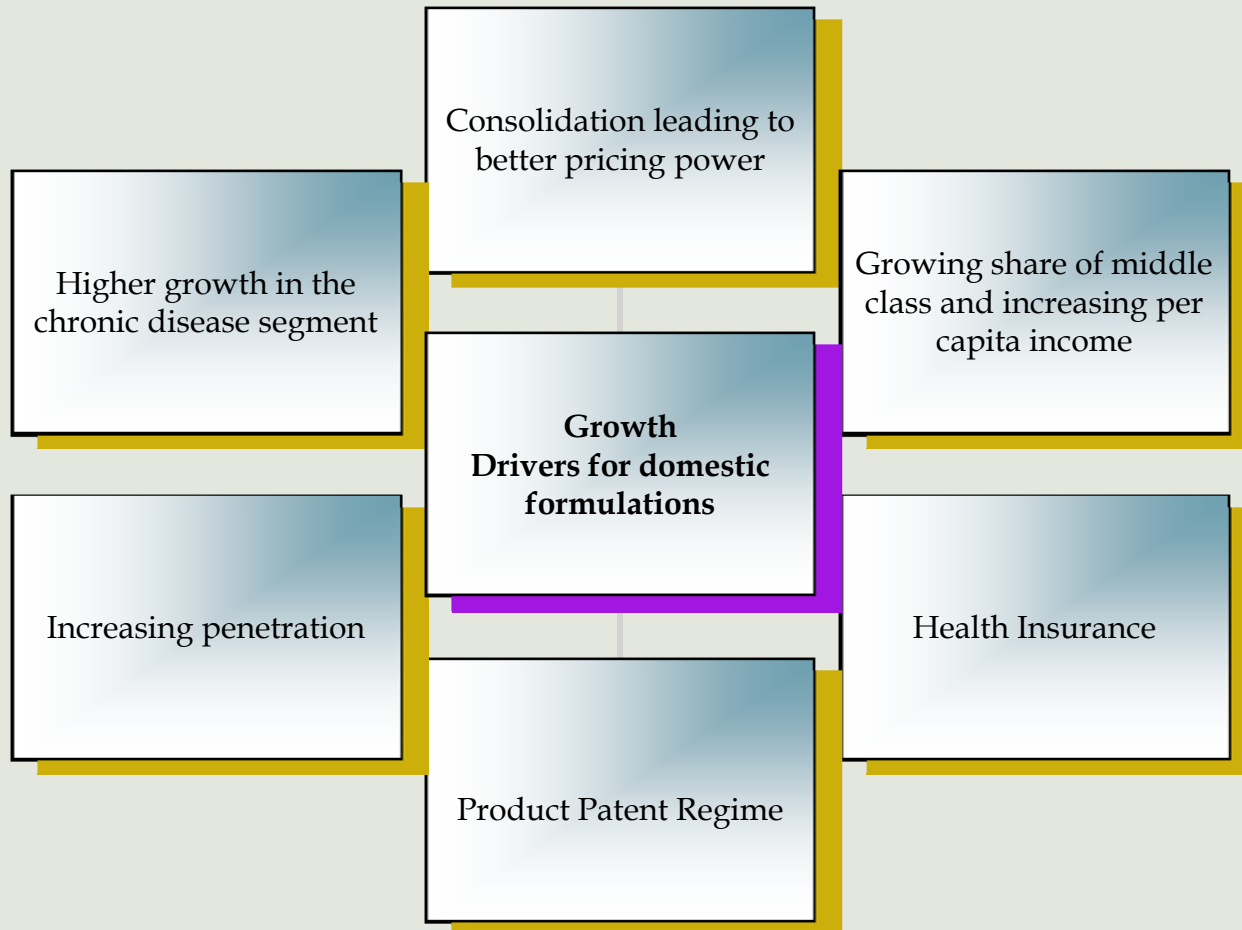 Consolidation leading to
better pricing power
Higher growth in the
chronic disease segment
Growing share of middle
class and increasing per
capita income
Growth
Drivers for domestic
formulations
Increasing penetration
Health Insurance
Product Patent Regime